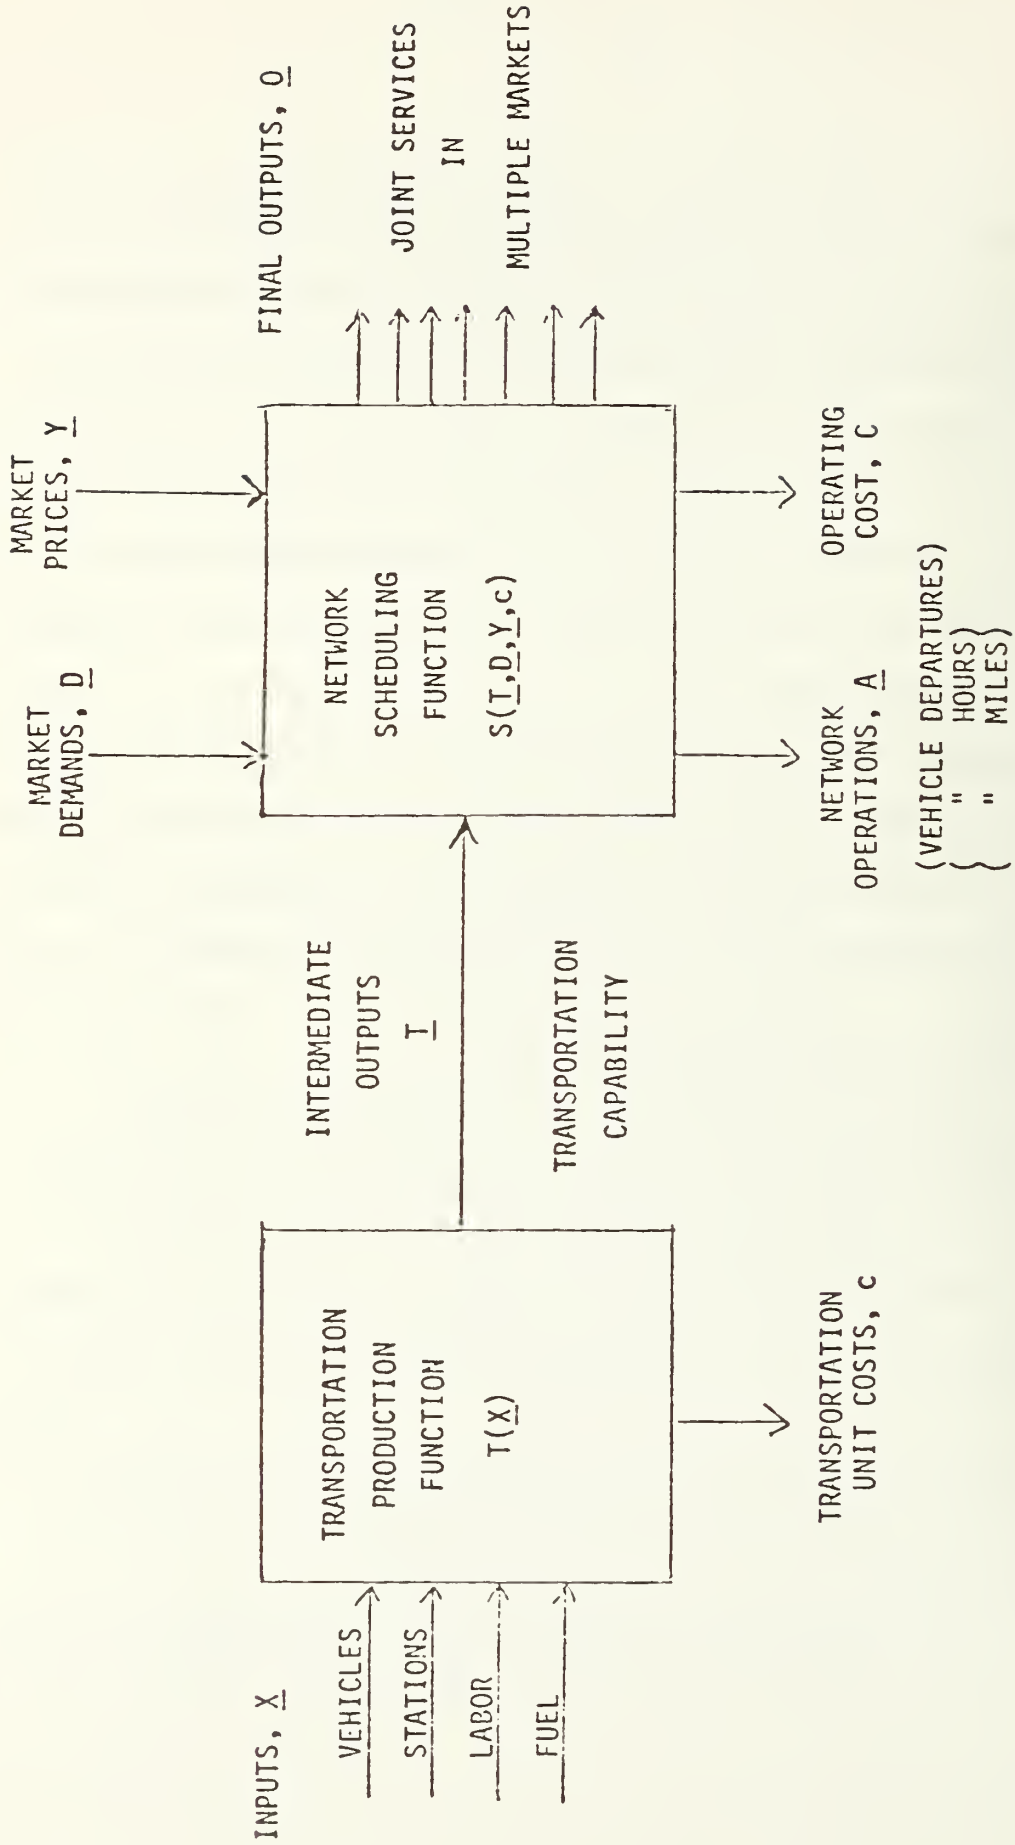 INPUTS, X
VEHICLES
STATIONS
LABOR
FUEL
TRANSPORTATION
PRODUCTION
FUNCTION
T(X)
TRANSPORTATION
UNIT COSTS, c
INTERMEDIATE
OUTPUTS
T
TRANSPORTATION
CAPABILITY
MARKET
DEMANDS, D
MARKET
PRICES, Y
NETWORK
SCHEDULING
FUNCTION
S(T,D,Y,c)
NETWORK
OPERATIONS, A
(VEHICLE DEPARTURES)
{ " HOURS}
{ " MILES}
OPERATING
COST, C
FINAL OUTPUTS, O
JOINT SERVICES
IN
MULTIPLE MARKETS